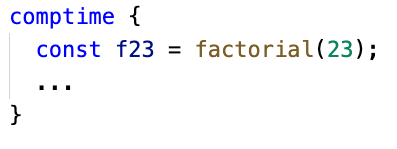 comptime {
  const f23 = factorial(23);
  ...
}